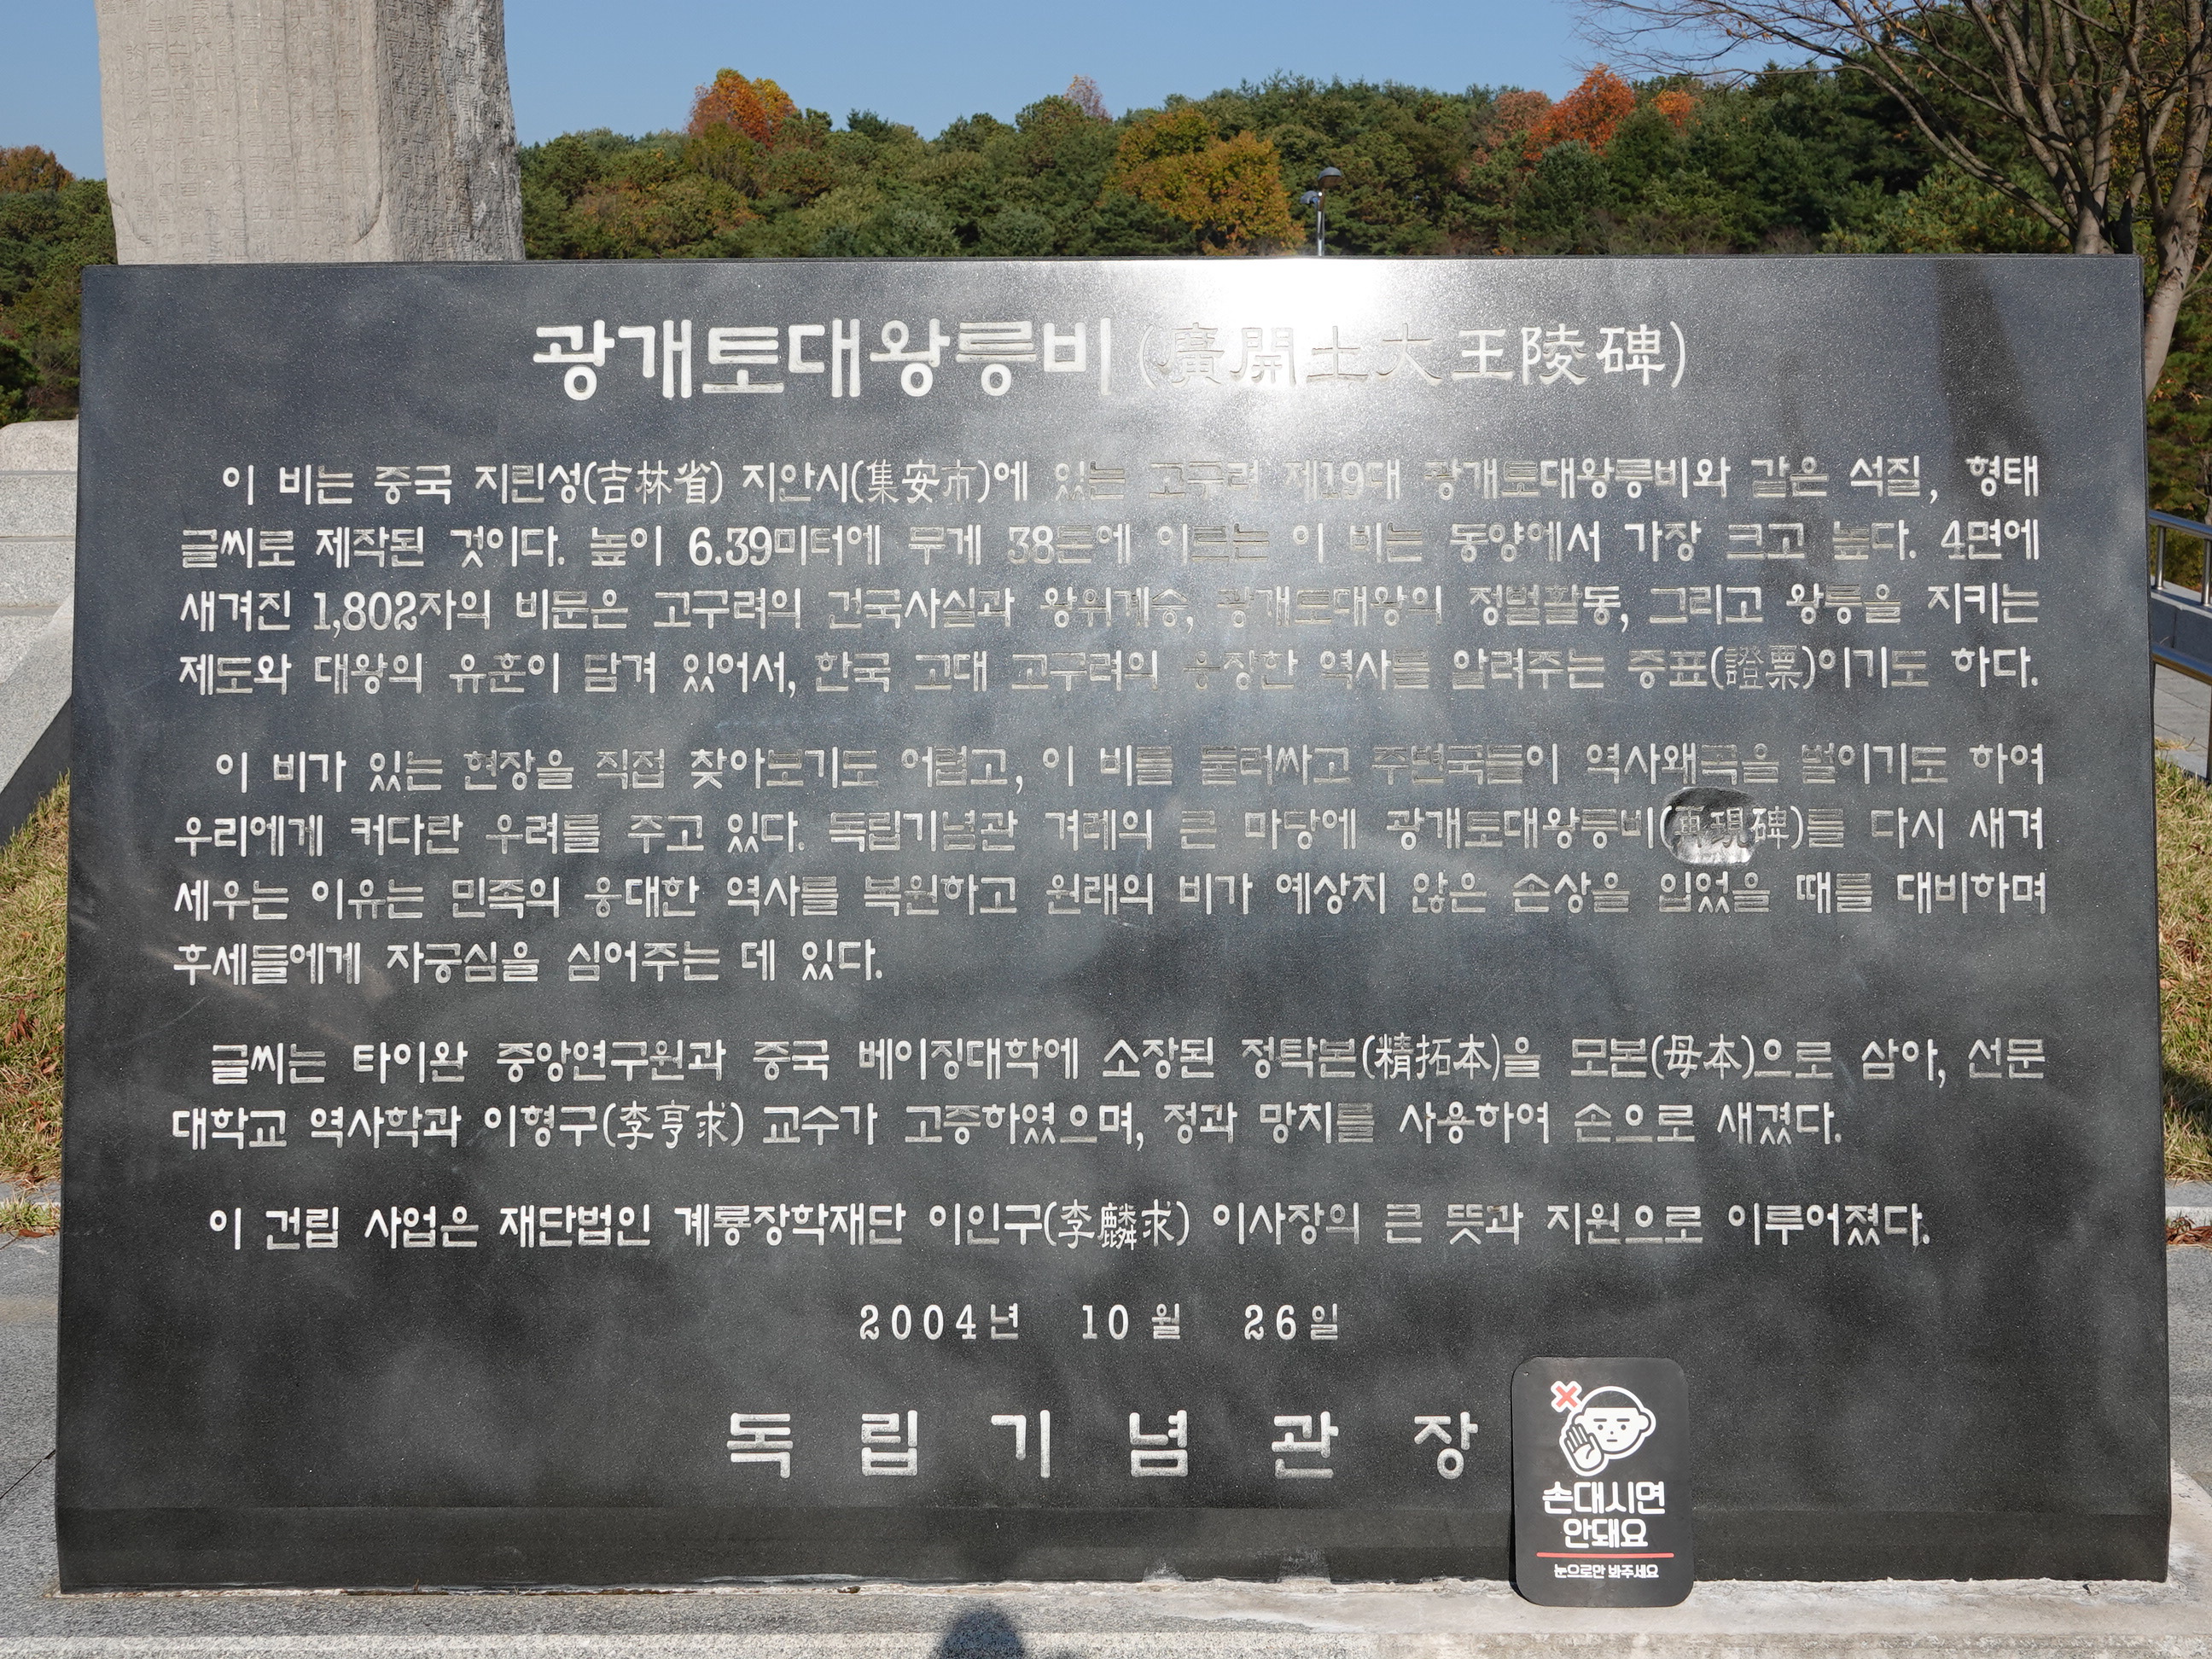 광개토대왕릉비(廣開土大王陵碑)
이 비는 중국 지린성(吉林省) 지안시(集安市)에 있는 고구려 제19대 광개토대왕릉비와 같은 석질, 형태
글씨로 제작된 것이다. 높이 6.39미터에 무게 38톤에 이르는 이 비는 동양에서 가장 크고 높다. 4면에
새겨진 1,802자의 비문은 고구려의 건국사실과 왕위계승, 광개토대왕의 정벌활동, 그리고 왕릉을 지키는
제도와 대왕의 유훈이 담겨 있어서, 한국 고대 고구려의 웅장한 역사를 알려주는 증표(證票)이기도 하다.
이 비가 있는 현장을 직접 찾아보기도 어렵고, 이 비를 둘러싸고 주변국들이 역사왜곡을 벌이기도 하여
우리에게 커다란 우려를 주고 있다. 독립기념관 겨레의 큰 마당에 광개토대왕릉비(再現碑)를 다시 새겨
세우는 이유는 민족의 웅대한 역사를 복원하고 원래의 비가 예상치 않은 손상을 입었을 때를 대비하며
후세들에게 자긍심을 심어주는 데 있다.
글씨는 타이완 중앙연구원과 중국 베이징대학에 소장된 정탁본(精拓本)을 모본(母本)으로 삼아, 선문
대학교 역사학과 이형구(李亨求) 교수가 고증하였으며, 정과 망치를 사용하여 손으로 새겼다.
이 건립 사업은 재단법인 계룡장학재단 이인구(李麟求) 이사장의 큰 뜻과 지원으로 이루어졌다.
2004년 10월 26일
독립기념관장
손대시면
안돼요
눈으로만 봐주세요